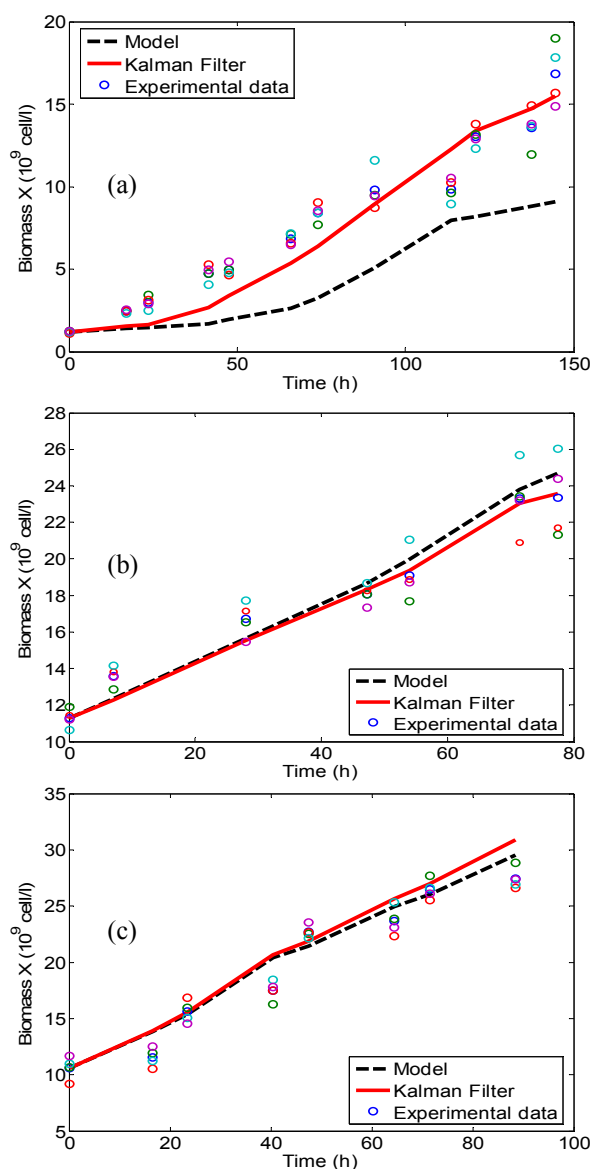 20
15
10
5
0
Biomass X (10⁹ cell/l)
Model
Kalman Filter
Experimental data
(a)
0 50 100 150
Time (h)
28
26
24
22
20
18
16
14
12
10
Biomass X (10⁹ cell/l)
(b)
Model
Kalman Filter
Experimental data
0 20 40 60 80
Time (h)
35
30
25
20
15
10
5
Biomass X (10⁹ cell/l)
(c)
Model
Kalman Filter
Experimental data
0 20 40 60 80 100
Time (h)